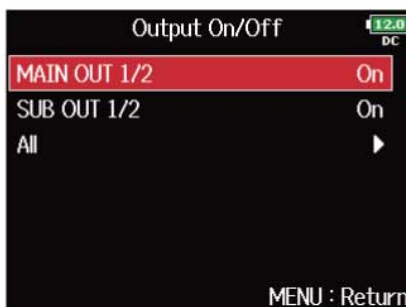 Output On/Off
12.0
DC
MAIN OUT 1/2 On
SUB OUT 1/2 On
All
MENU : Return